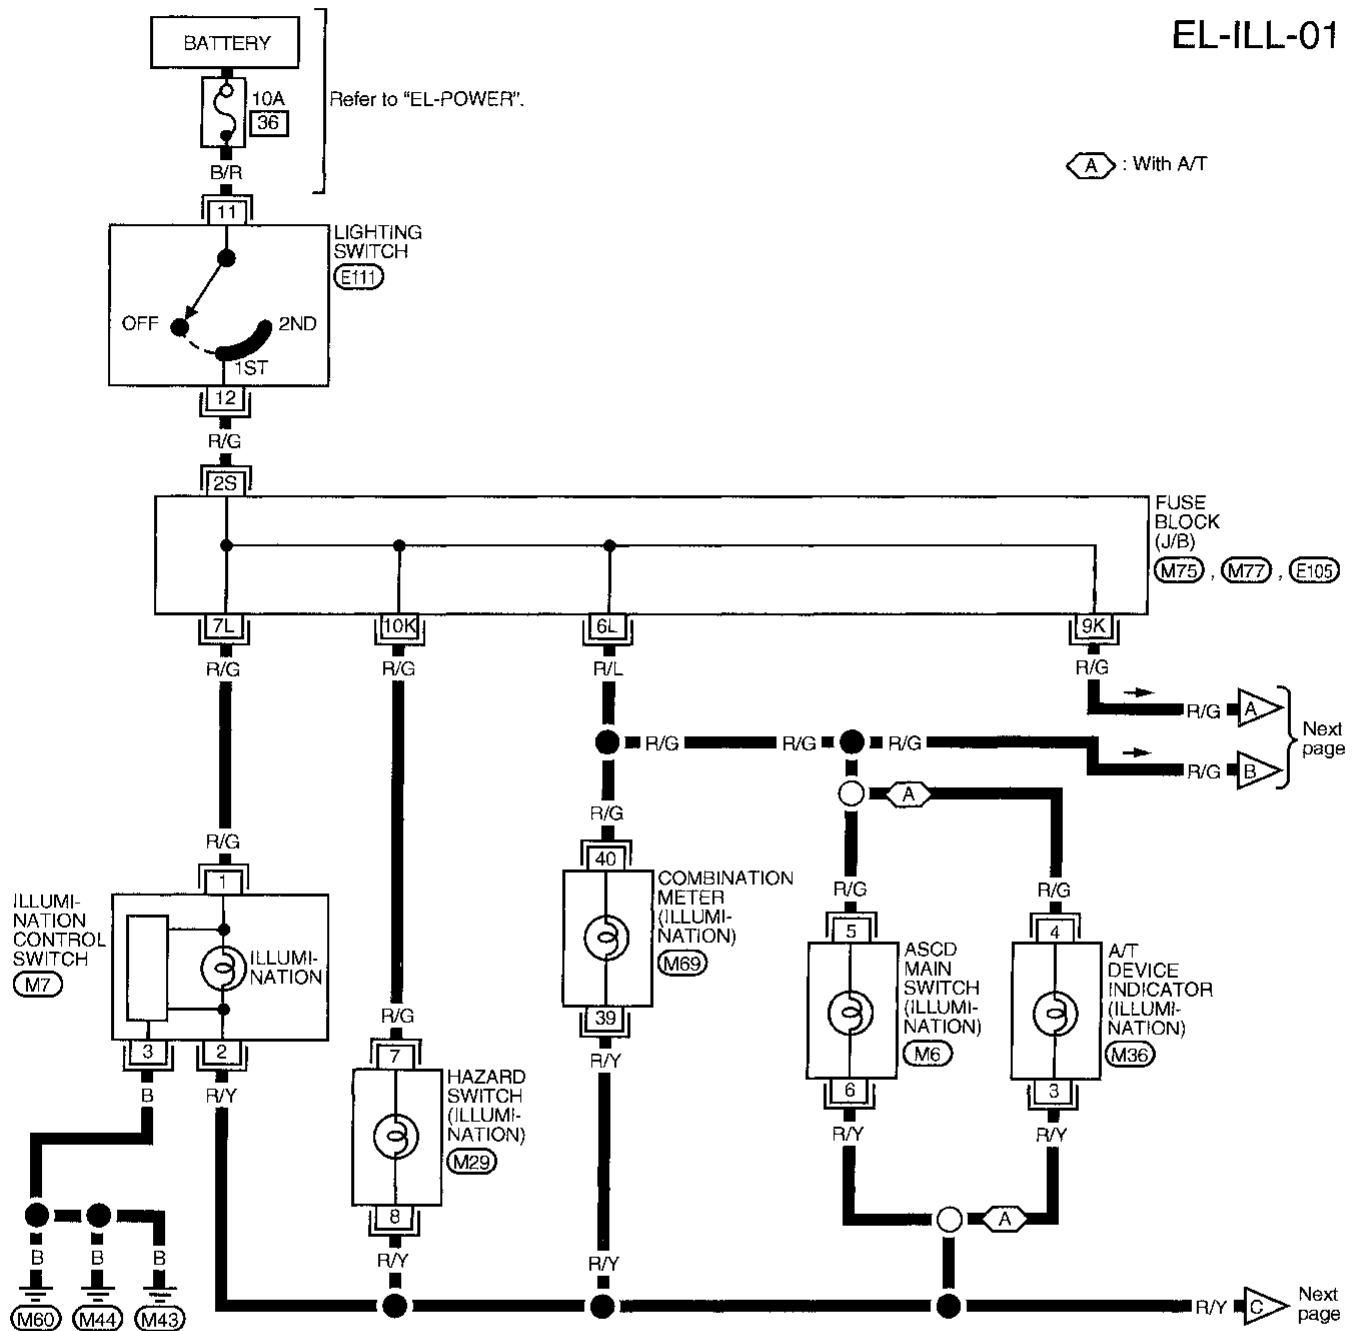 EL-ILL-01
BATTERY
10A
36
Refer to "EL-POWER".
A : With A/T
B/R
11
LIGHTING
SWITCH
E111
OFF
2ND
1ST
12
R/G
2S
FUSE
BLOCK
(J/B)
M75 , M77 , E105
7L
10K
6L
9K
R/G
R/G
R/L
R/G
R/G
A
Next
page
R/G
R/G
R/G
R/G
B
A
R/G
R/G
40
1
COMBINATION
METER
(ILLUMI-
NATION)
M69
R/G
R/G
ILLUMI-
NATION
CONTROL
SWITCH
M7
ILLUMI-
NATION
5
4
ASCD
MAIN
SWITCH
(ILLUMI-
NATION)
M6
A/T
DEVICE
INDICATOR
(ILLUMI-
NATION)
M36
39
R/G
R/Y
3
2
7
B
R/Y
HAZARD
SWITCH
(ILLUMI-
NATION)
M29
6
3
R/Y
R/Y
8
A
B
B
B
R/Y
R/Y
M60
M44
M43
R/Y
C
Next
page